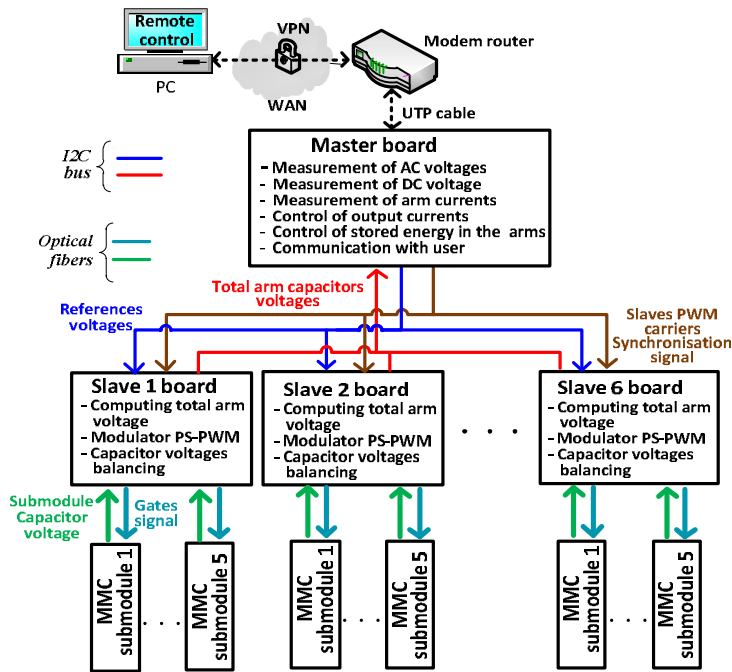 Remote
control
PC
VPN
WAN
Modem router
UTP cable
I2C
bus
Optical
fibers
Master board
- Measurement of AC voltages
- Measurement of DC voltage
- Measurement of arm currents
- Control of output currents
- Control of stored energy in the arms
- Communication with user
Total arm capacitors
voltages
References
voltages
Slaves PWM
carriers
Synchronisation
signal
Slave 1 board
- Computing total arm
voltage
- Modulator PS-PWM
- Capacitor voltages
balancing
Slave 2 board
- Computing total arm
voltage
- Modulator PS-PWM
- Capacitor voltages
balancing
. . .
Slave 6 board
- Computing total arm
voltage
- Modulator PS-PWM
- Capacitor voltages
balancing
Submodule
Capacitor
voltage
Gates
signal
MMC
submodule 1
. . .
MMC
submodule 5
MMC
submodule 1
. . .
MMC
submodule 5
MMC
submodule 1
. . .
MMC
submodule 5